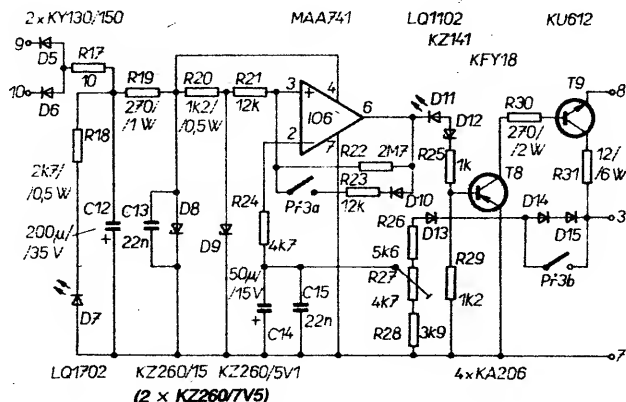 2 x KY130/150
MAA741
LQ1102
KZ141
KFY18
KU612
9
D5
R17
10
10
D6
R19
270/
/1 W
R20
1k2/
/0,5W
R21
12k
3
+
4
IO6
6
2
-
7
D11
D12
R30
270/
/2 W
T9
8
R18
2k7/
/0,5 W
R22
2M7
R23
12k
D10
Př3a
R25
1k
T8
12/
/6W
R31
R24
4k7
R26
5k6
D13
D14
D15
3
200µ/
/35 V
C12
+
C13
22n
D8
D9
50µ/
/15V
+
C14
C15
22n
R27
4k7
R29
1k2
Př3b
D7
R28
3k9
7
LQ1702
KZ260/15
KZ260/5V1
4xKA206
(2 × KZ260/7V5)